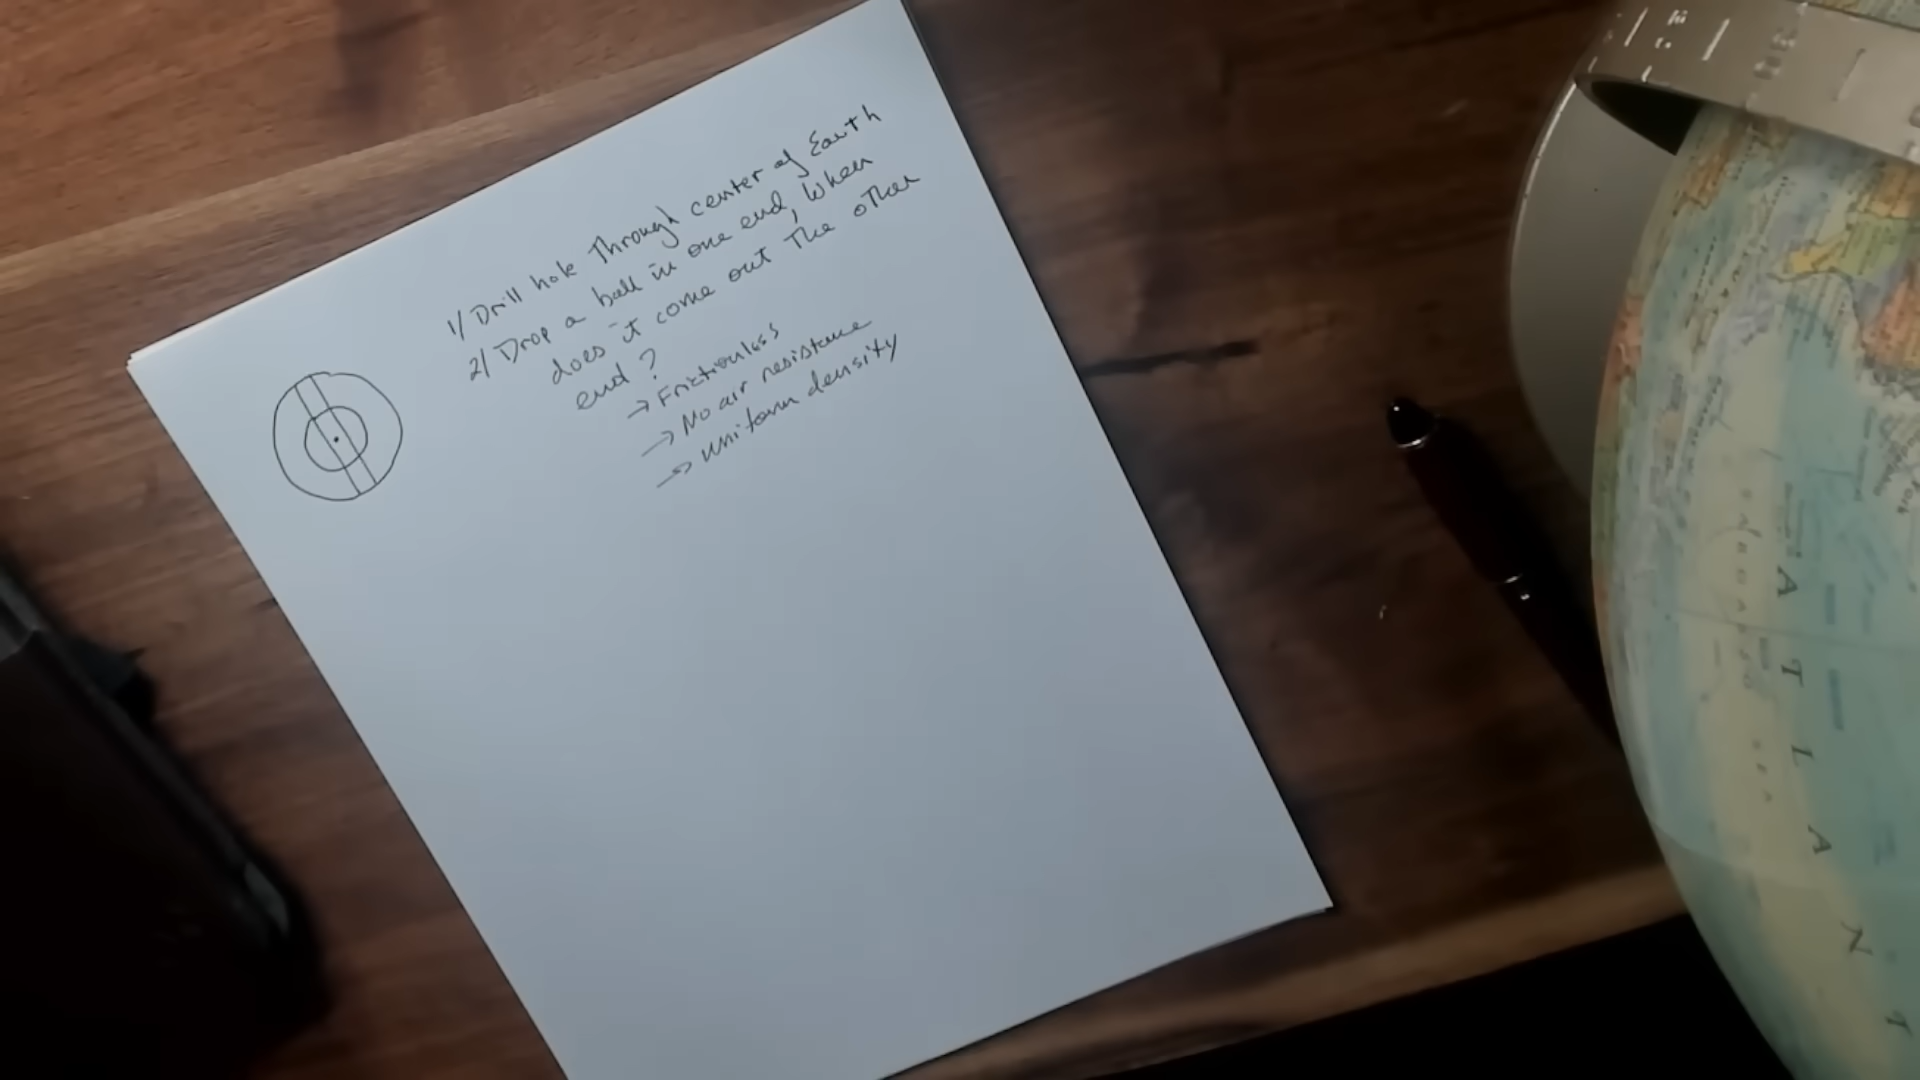 1/ Drill hole Through center of Earth
2/ Drop a ball in one end, When
does it come out The other
end?
→ Frictionless
→ No air resistance
→ Uniform density
A T L A N T